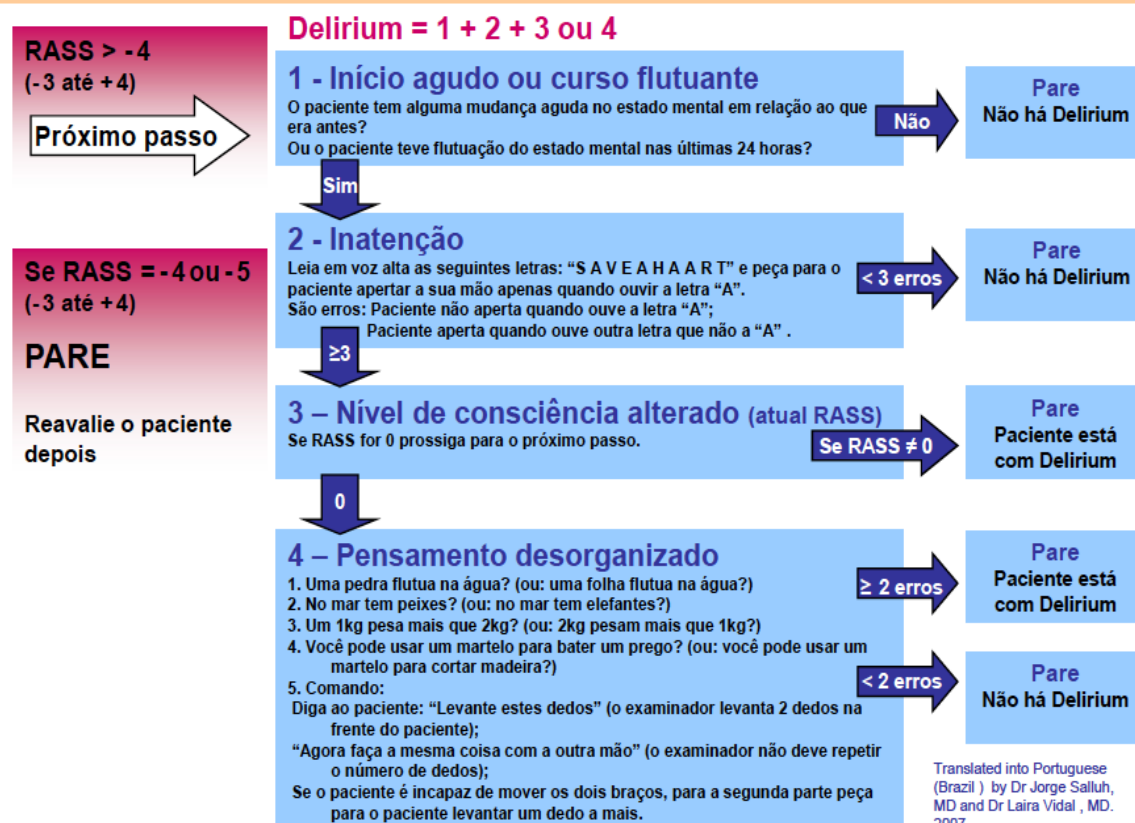 RASS > -4
(-3 até +4)
Próximo passo
Se RASS = -4 ou -5
(-3 até +4)
PARE
Reavalie o paciente
depois
Delirium = 1 + 2 + 3 ou 4
1 - Início agudo ou curso flutuante
O paciente tem alguma mudança aguda no estado mental em relação ao que
era antes?
Ou o paciente teve flutuação do estado mental nas últimas 24 horas?
Não
Pare
Não há Delirium
Sim
2 - Inatenção
Leia em voz alta as seguintes letras: “S A V E A H A A R T” e peça para o
paciente apertar a sua mão apenas quando ouvir a letra “A”.
São erros: Paciente não aperta quando ouve a letra “A”;
Paciente aperta quando ouve outra letra que não a “A” .
< 3 erros
Pare
Não há Delirium
≥3
3 – Nível de consciência alterado (atual RASS)
Se RASS for 0 prossiga para o próximo passo.
Se RASS ≠ 0
Pare
Paciente está
com Delirium
0
4 – Pensamento desorganizado
1. Uma pedra flutua na água? (ou: uma folha flutua na água?)
2. No mar tem peixes? (ou: no mar tem elefantes?)
3. Um 1kg pesa mais que 2kg? (ou: 2kg pesam mais que 1kg?)
4. Você pode usar um martelo para bater um prego? (ou: você pode usar um
martelo para cortar madeira?)
5. Comando:
Diga ao paciente: “Levante estes dedos” (o examinador levanta 2 dedos na
frente do paciente);
“Agora faça a mesma coisa com a outra mão” (o examinador não deve repetir
o número de dedos);
Se o paciente é incapaz de mover os dois braços, para a segunda parte peça
para o paciente levantar um dedo a mais.
≥ 2 erros
Pare
Paciente está
com Delirium
< 2 erros
Pare
Não há Delirium
Translated into Portuguese
(Brazil ) by Dr Jorge Salluh,
MD and Dr Laira Vidal , MD.